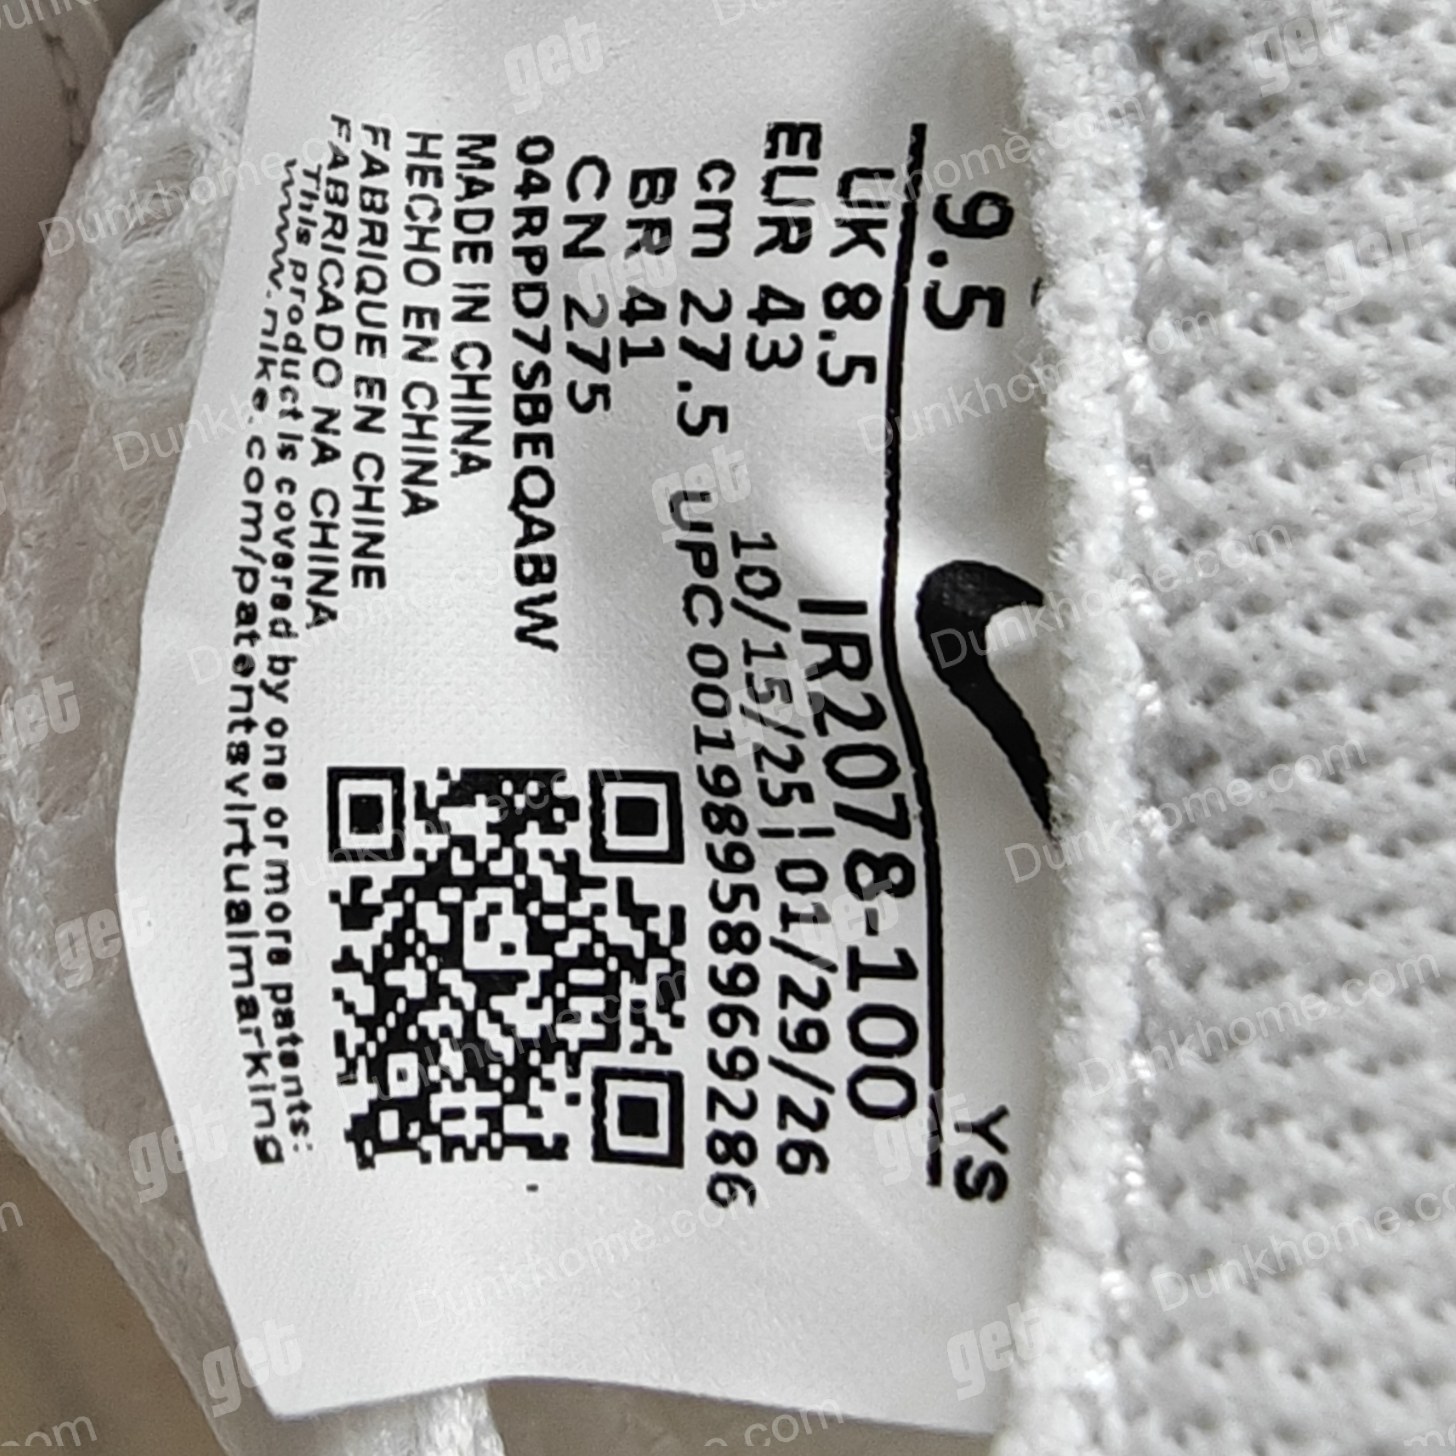 9.5
YS
UK 8.5
IR2078-100
EUR 43
10/15/25|01/29/26
cm 27.5
UPC 00198958969286
BR 41
CN 275
04RPD7SBEQABW
MADE IN CHINA
HECHO EN CHINA
FABRIQUE EN CHINE
FABRICADO NA CHINA
This product is covered by one or more patents:
www.nike.com/patentsvirtualmarking
get
Dunkhome.com